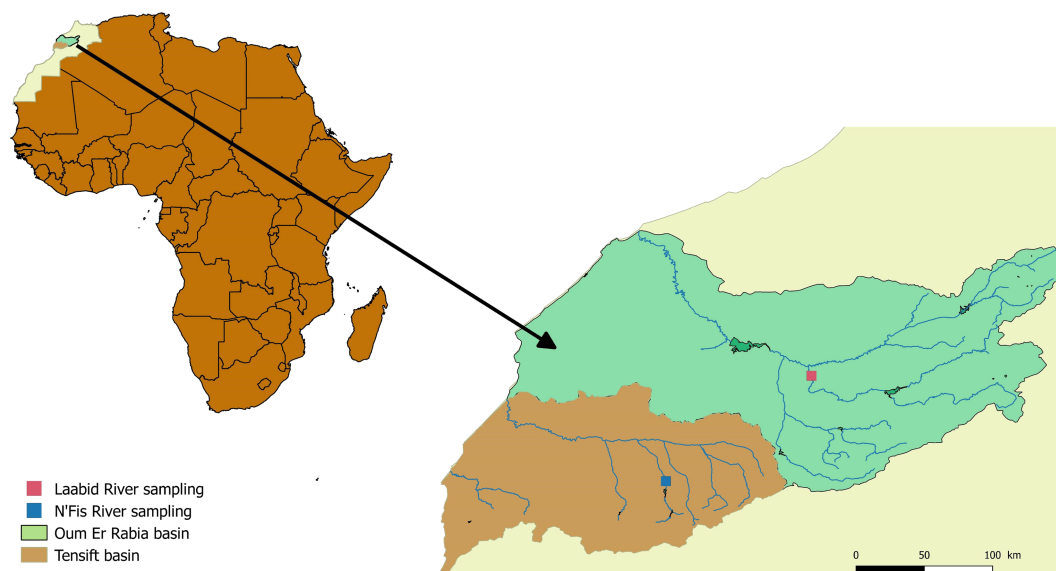 Laabid River sampling
N'Fis River sampling
Oum Er Rabia basin
Tensift basin
0 50 100 km